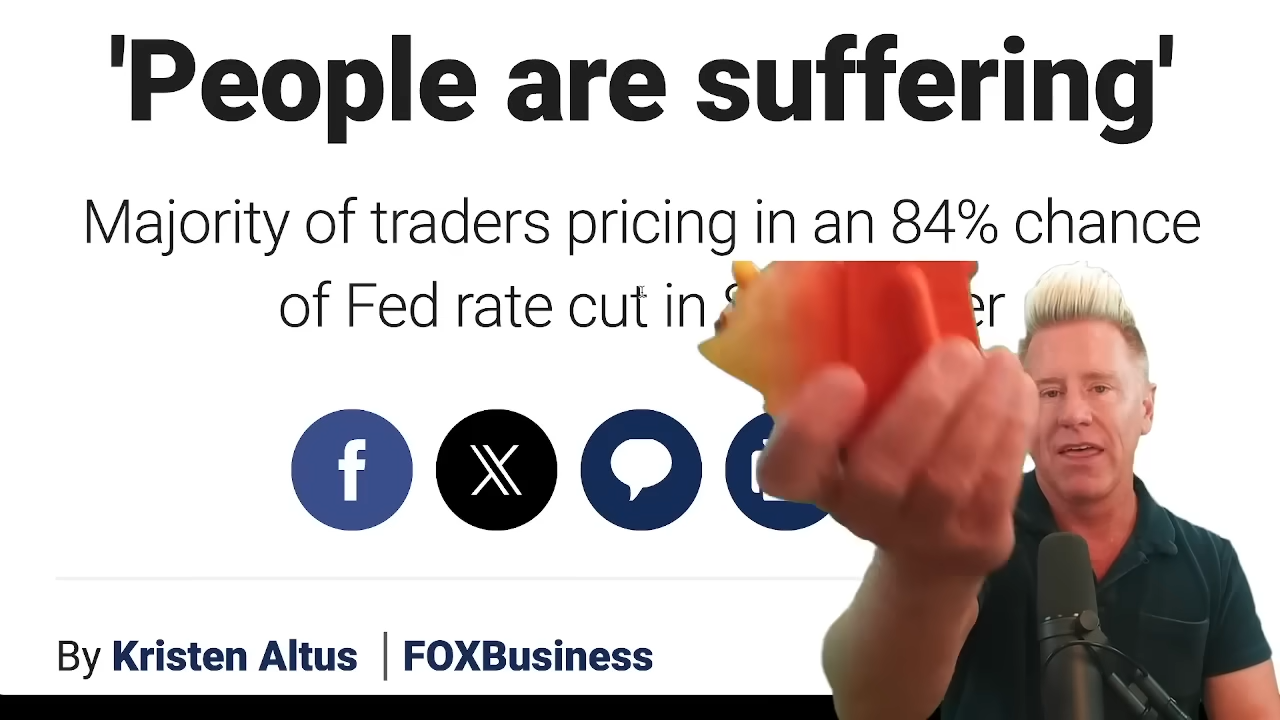 'People are suffering'
Majority of traders pricing in an 84% chance
of Fed rate cut in
By Kristen Altus | FOXBusiness